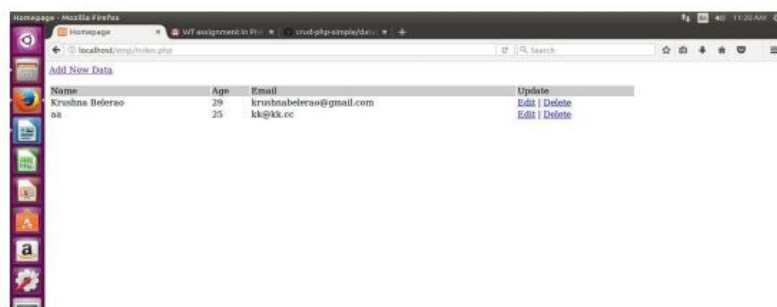 Homepage - Mozilla Firefox
11:20 AM
Homepage
WT assignment in
crud-php-simple/data
localhost/emp/index.php
Search
Add New Data
Name Age Email Update
Krushna Belerao 29 krushnabelerao@gmail.com Edit | Delete
aa 25 kk@kk.cc Edit | Delete